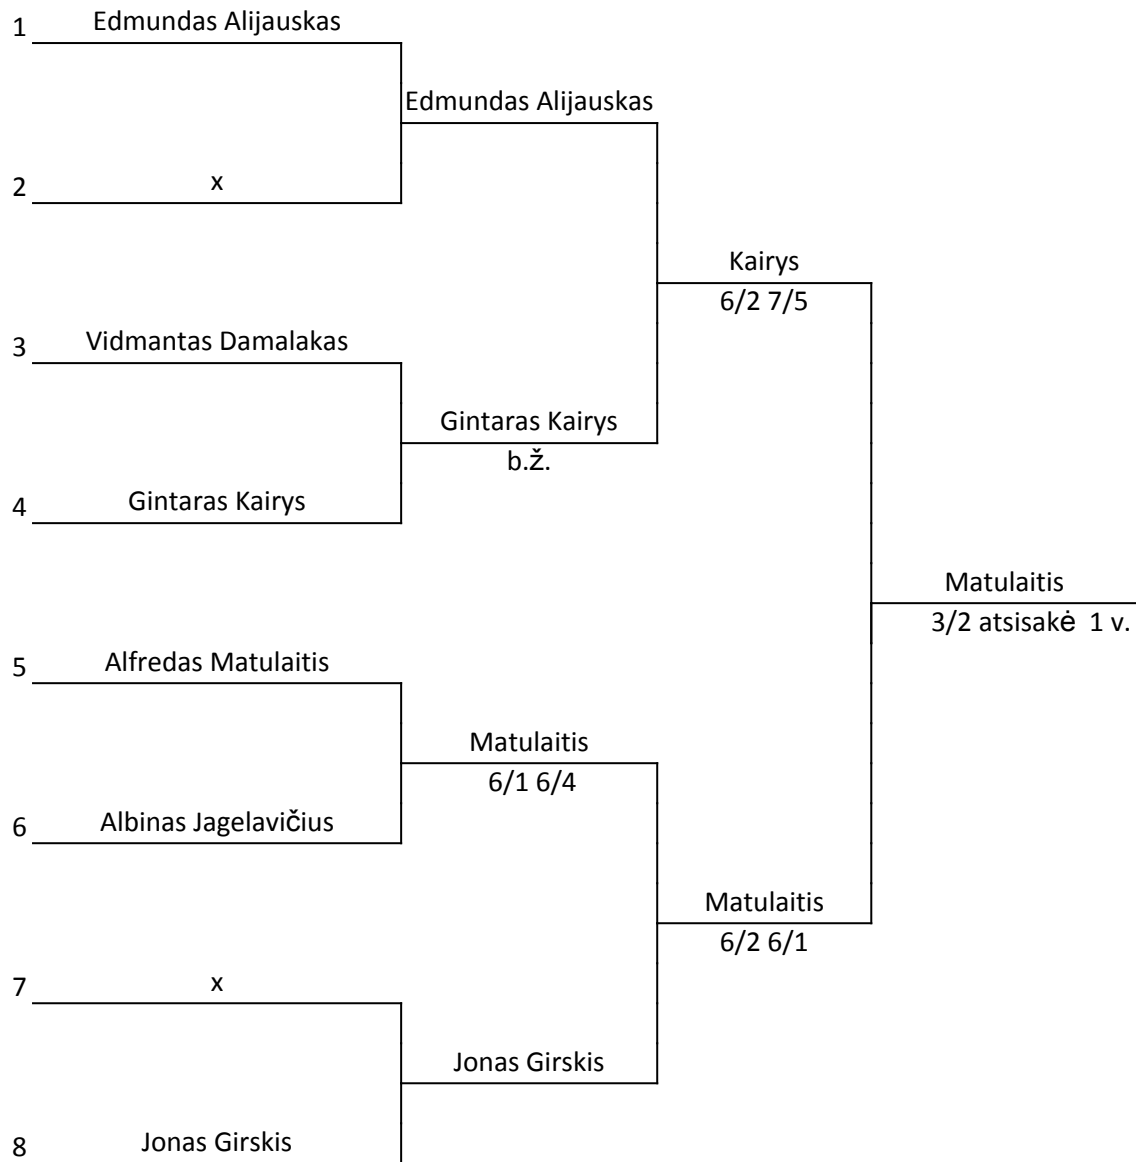 1 Edmundas Alijauskas
Edmundas Alijauskas
2 x
Kairys
6/2 7/5
3 Vidmantas Damalakas
Gintaras Kairys
b.ž.
4 Gintaras Kairys
Matulaitis
3/2 atsisakė 1 v.
5 Alfredas Matulaitis
Matulaitis
6/1 6/4
6 Albinas Jagelavičius
Matulaitis
6/2 6/1
7 x
Jonas Girskis
8 Jonas Girskis